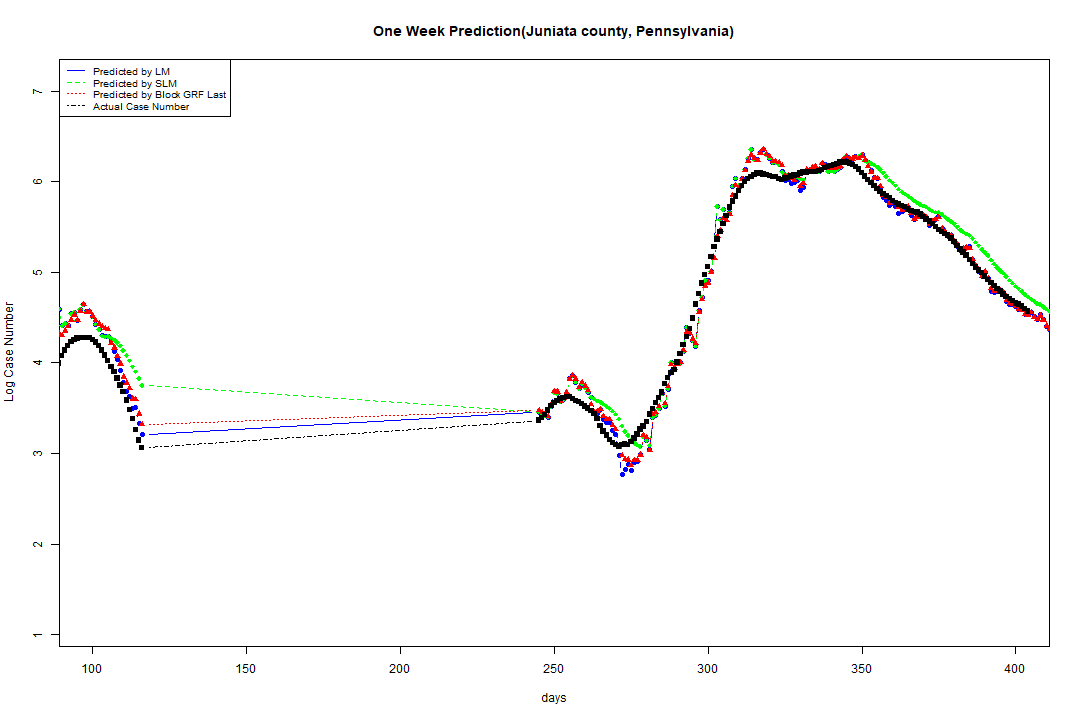 One Week Prediction(Juniata county, Pennsylvania)
Predicted by LM
Predicted by SLM
Predicted by Block GRF Last
Actual Case Number
7
6
5
4
3
2
1
Log Case Number
100 150 200 250 300 350 400
days